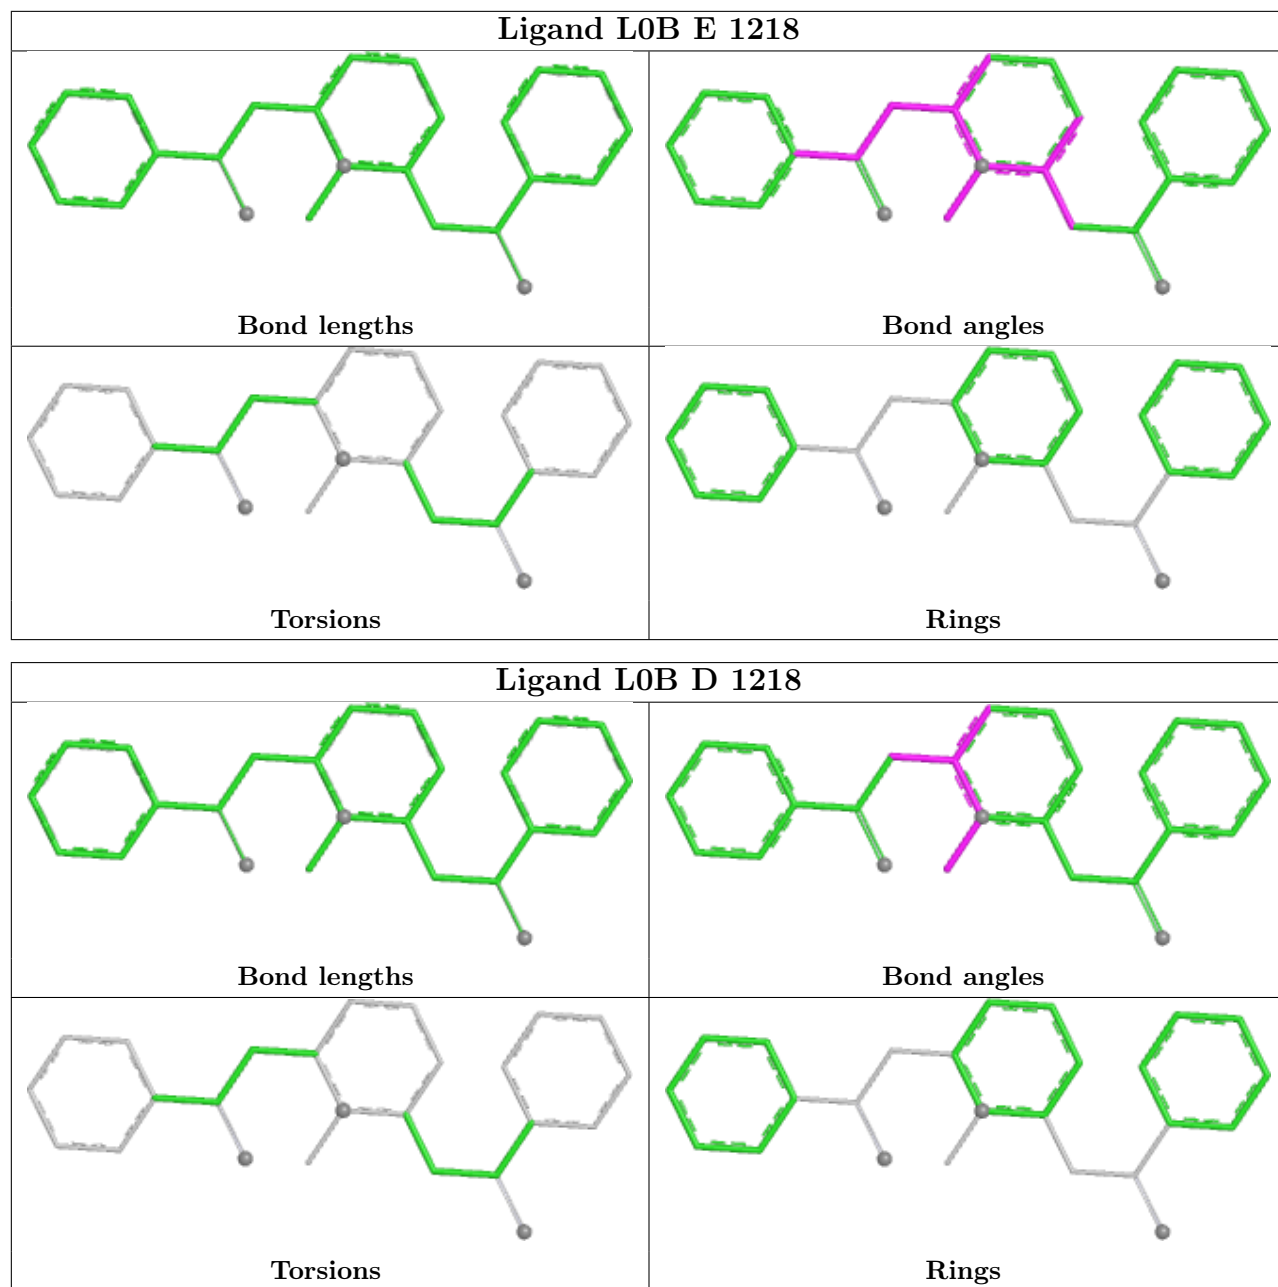 Ligand L0B E 1218
Bond lengths
Bond angles
Torsions
Rings
Ligand L0B D 1218
Bond lengths
Bond angles
Torsions
Rings